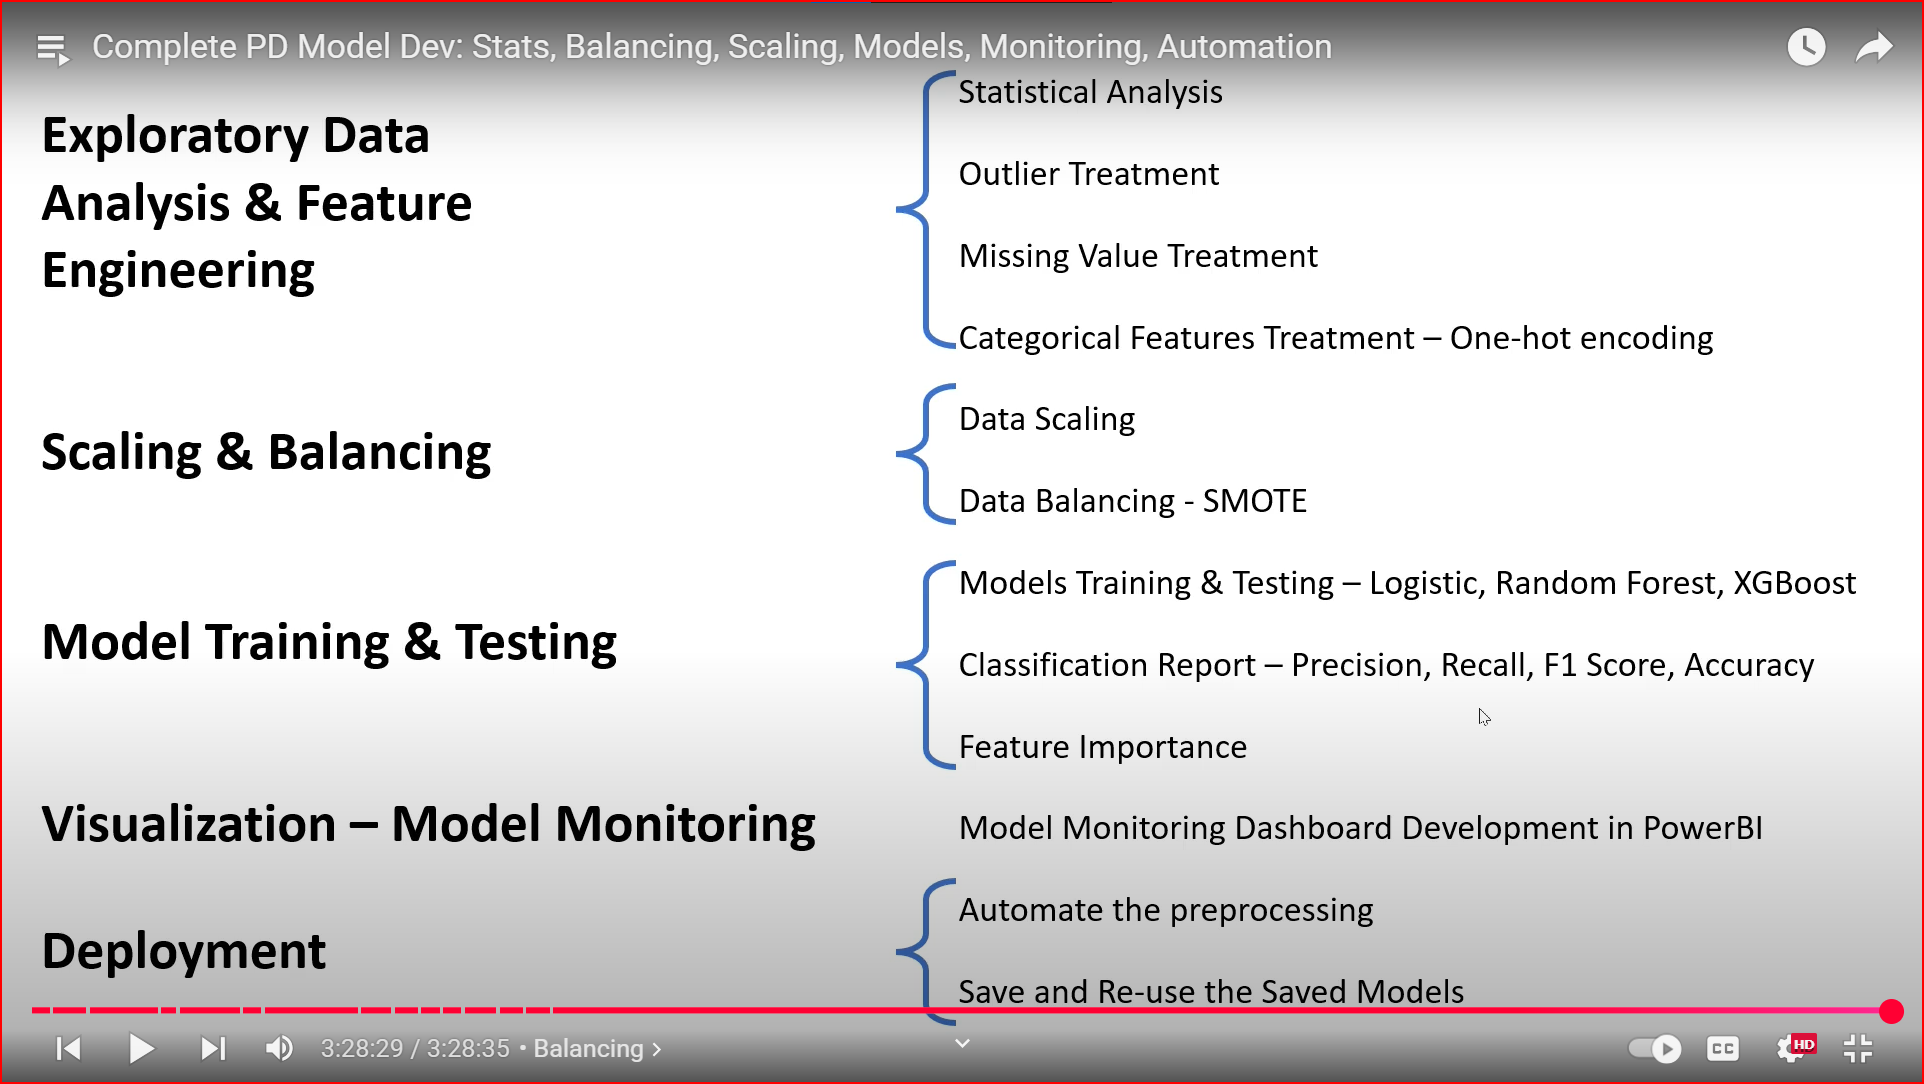 Complete PD Model Dev: Stats, Balancing, Scaling, Models, Monitoring, Automation
Exploratory Data
Analysis & Feature
Engineering
Statistical Analysis
Outlier Treatment
Missing Value Treatment
Categorical Features Treatment – One-hot encoding
Scaling & Balancing
Data Scaling
Data Balancing - SMOTE
Model Training & Testing
Models Training & Testing – Logistic, Random Forest, XGBoost
Classification Report – Precision, Recall, F1 Score, Accuracy
Feature Importance
Visualization – Model Monitoring
Model Monitoring Dashboard Development in PowerBI
Deployment
Automate the preprocessing
Save and Re-use the Saved Models
3:28:29 / 3:28:35 • Balancing
CC
HD